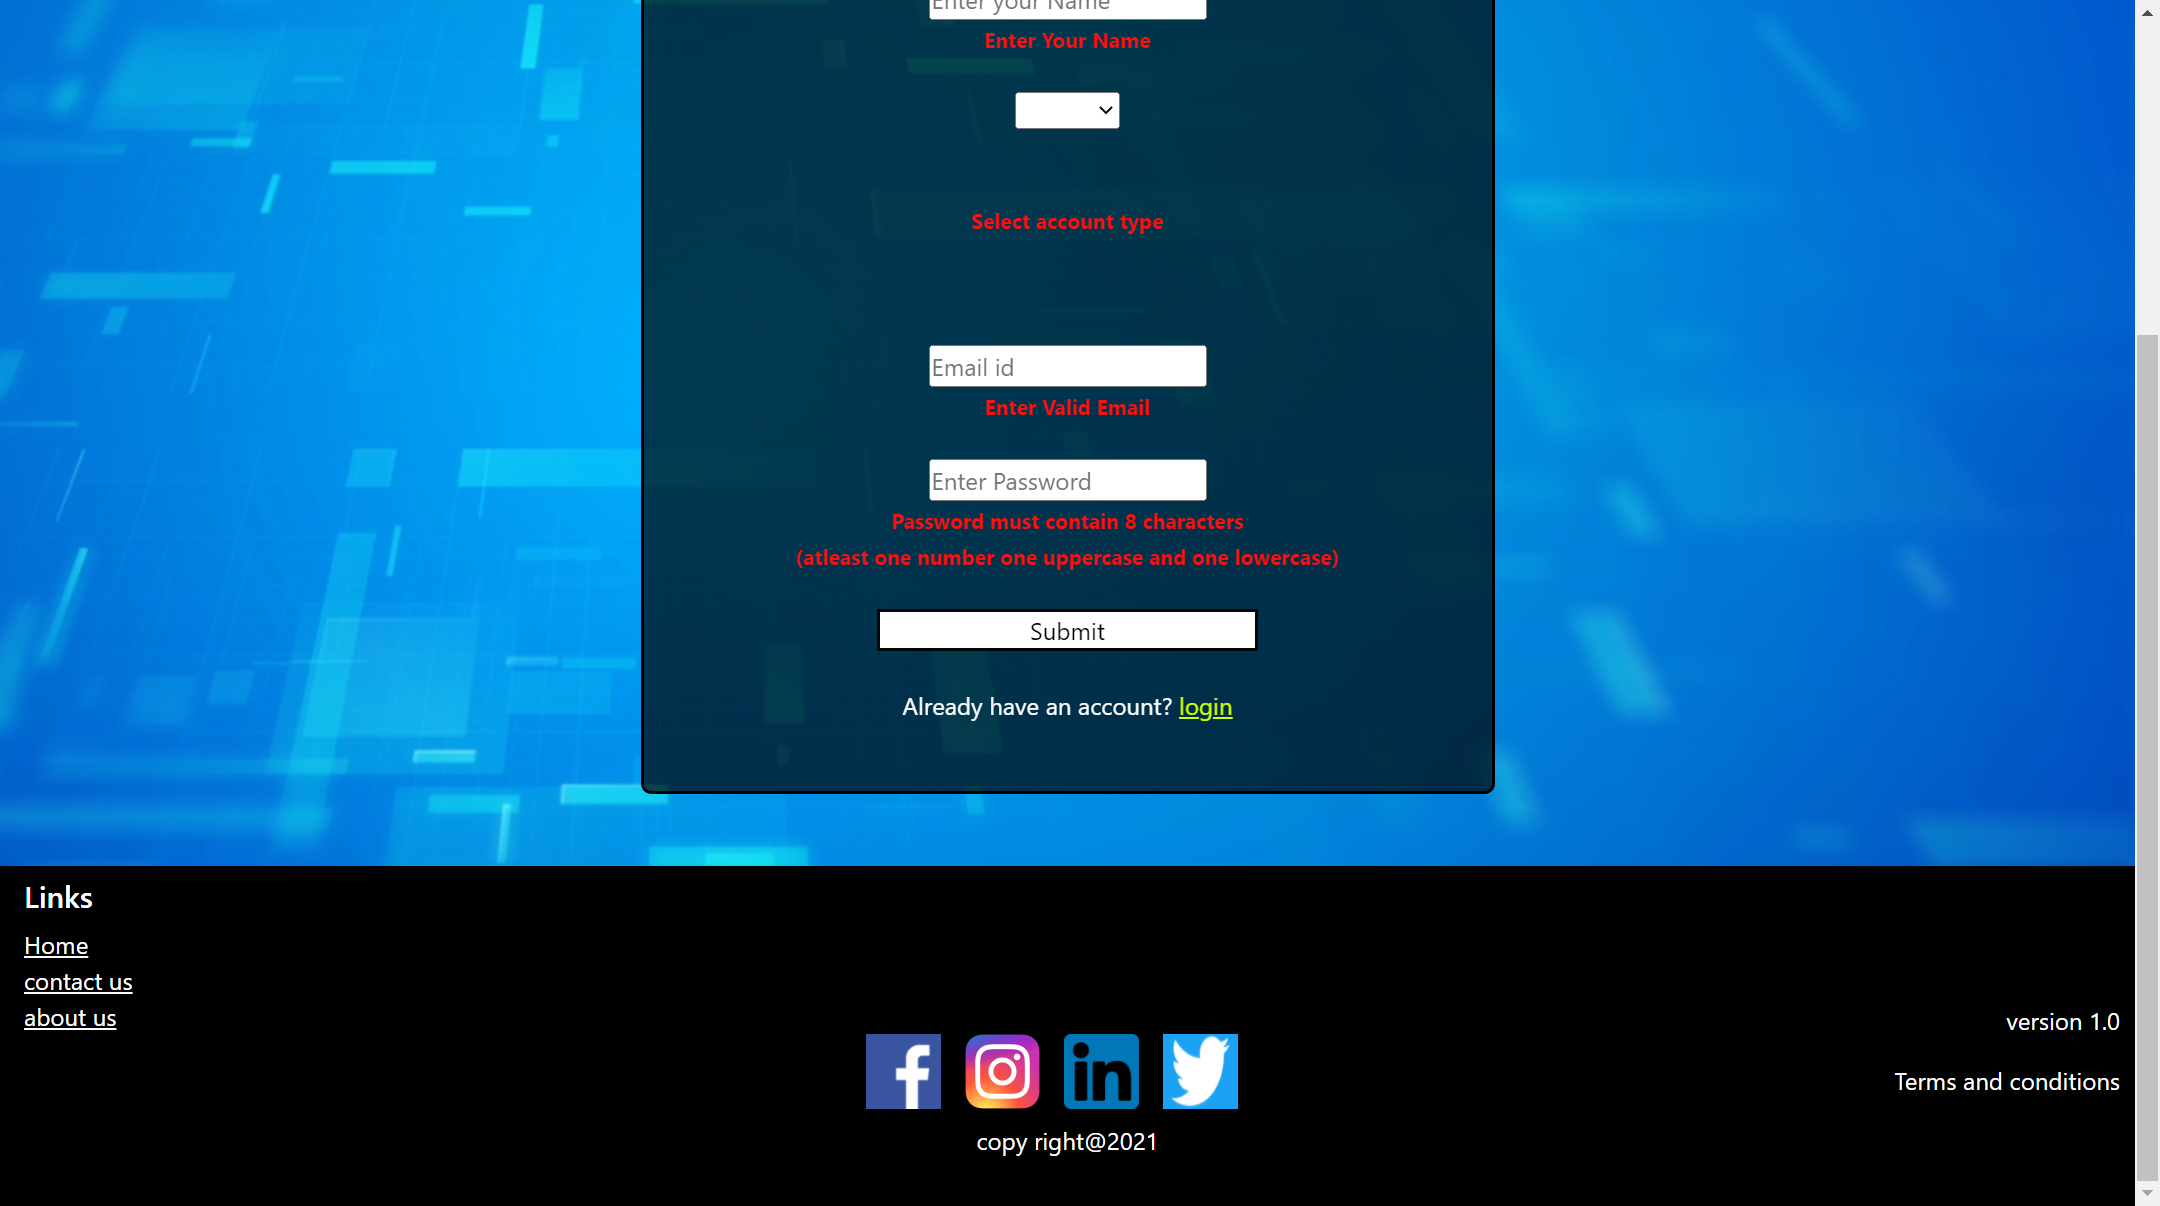 Enter your Name
Enter Your Name
Select account type
Email id
Enter Valid Email
Enter Password
Password must contain 8 characters
(atleast one number one uppercase and one lowercase)
Submit
Already have an account? login
Links
Home
contact us
about us
version 1.0
Terms and conditions
copy right@2021